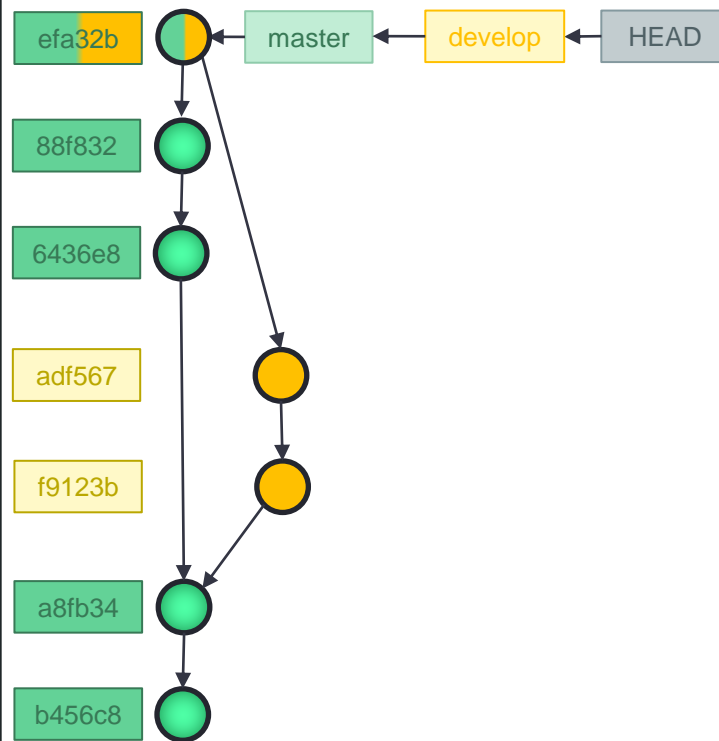 efa32b master develop HEAD
88f832
6436e8
adf567
f9123b
a8fb34
b456c8